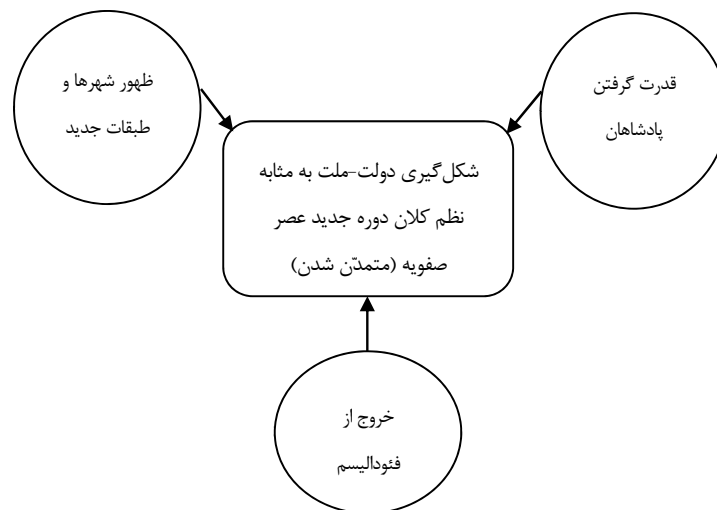 قدرت گرفتن
پادشاهان
ظهور شهرها و
طبقات جدید
شکل‌گیری دولت-ملت به مثابه
نظم کلان دوره جدید عصر
صفویه (متمدّن شدن)
خروج از
فئودالیسم